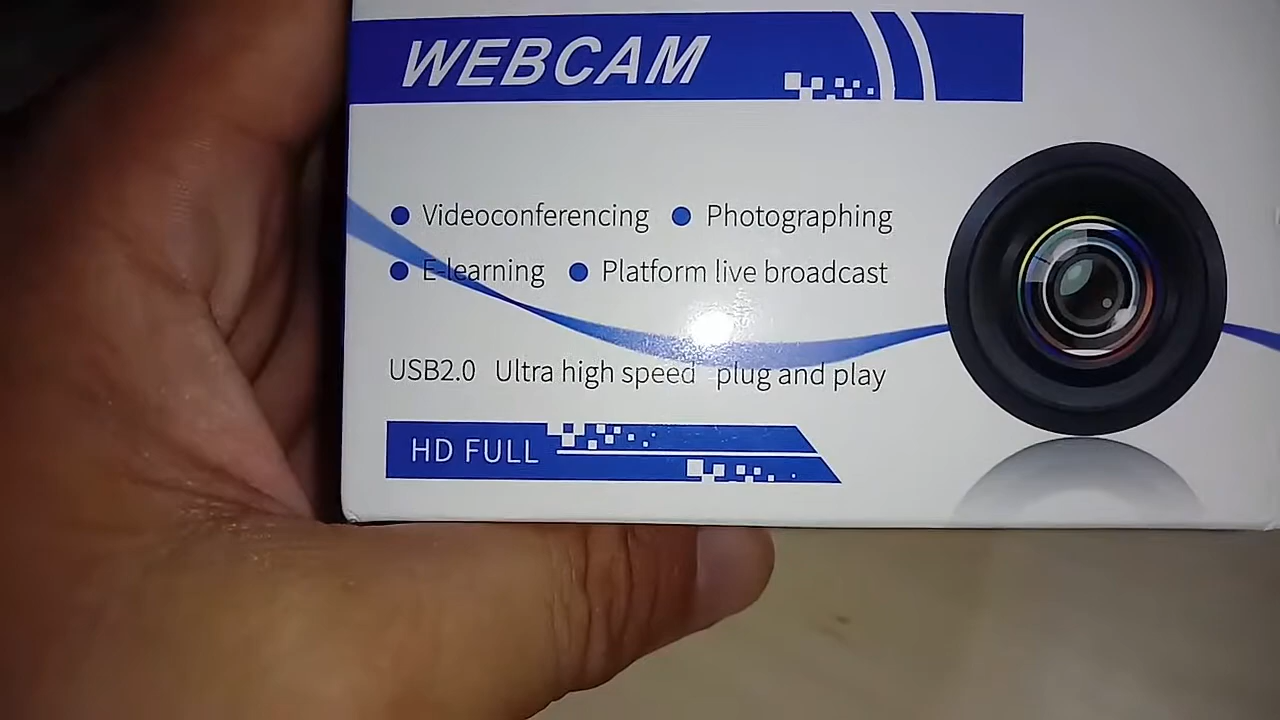 WEBCAM
Videoconferencing Photographing
E-learning Platform live broadcast
USB2.0 Ultra high speed plug and play
HD FULL